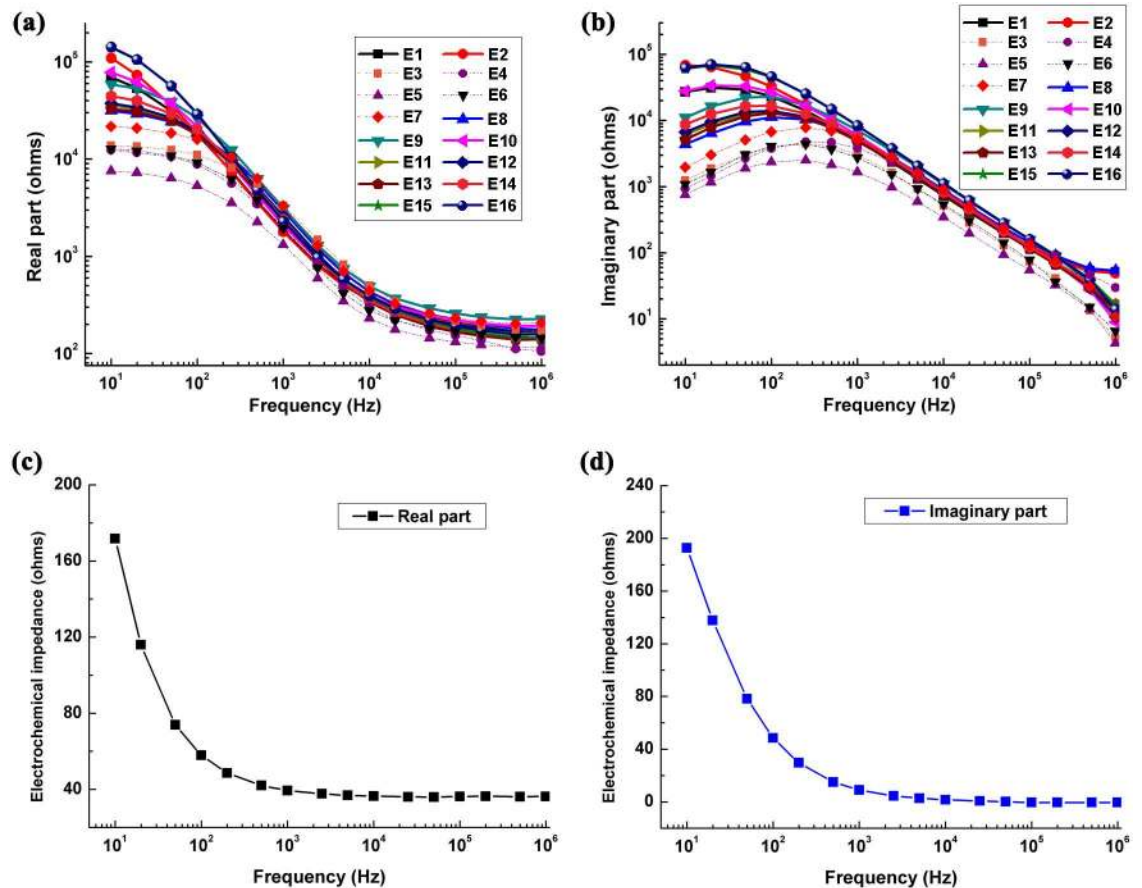 (a)
Real part (ohms)
10^5
10^4
10^3
10^2
10^1 10^2 10^3 10^4 10^5 10^6
Frequency (Hz)
E1 E2
E3 E4
E5 E6
E7 E8
E9 E10
E11 E12
E13 E14
E15 E16
(b)
Imaginary part (ohms)
10^5
10^4
10^3
10^2
10^1
10^1 10^2 10^3 10^4 10^5 10^6
Frequency (Hz)
E1 E2
E3 E4
E5 E6
E7 E8
E9 E10
E11 E12
E13 E14
E15 E16
(c)
Electrochemical impedance (ohms)
200
160
120
80
40
10^1 10^2 10^3 10^4 10^5 10^6
Frequency (Hz)
Real part
(d)
Electrochemical impedance (ohms)
240
200
160
120
80
40
0
10^1 10^2 10^3 10^4 10^5 10^6
Frequency (Hz)
Imaginary part